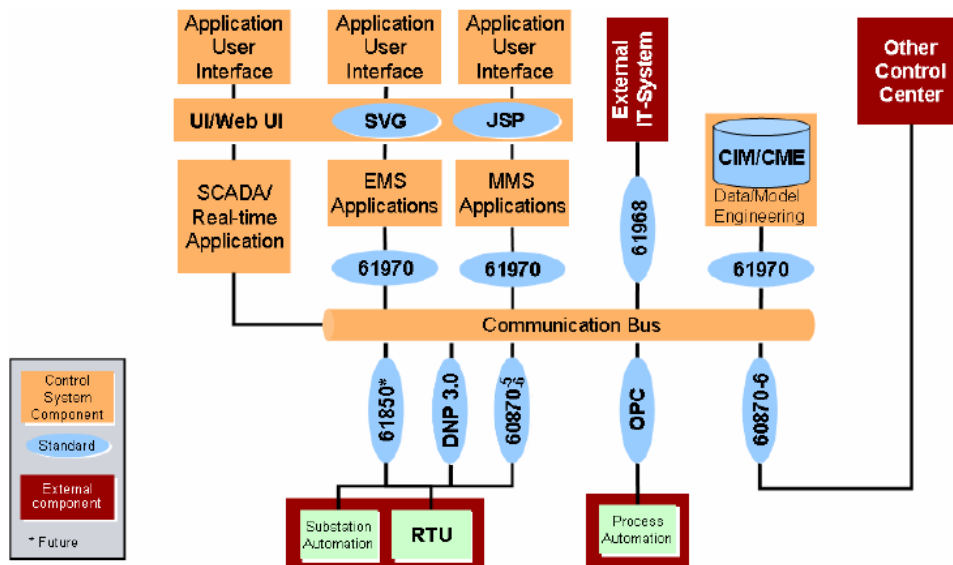 Application
User
Interface
Application
User
Interface
Application
User
Interface
External
IT-System
Other
Control
Center
UI/Web UI
SVG
JSP
CIM/CME
Data/Model
Engineering
SCADA/
Real-time
Application
EMS
Applications
MMS
Applications
61968
61970
61970
61970
Communication Bus
61850*
DNP 3.0
60870-5
OPC
60870-6
Control
System
Component
Standard
External
component
* Future
Substation
Automation
RTU
Process
Automation